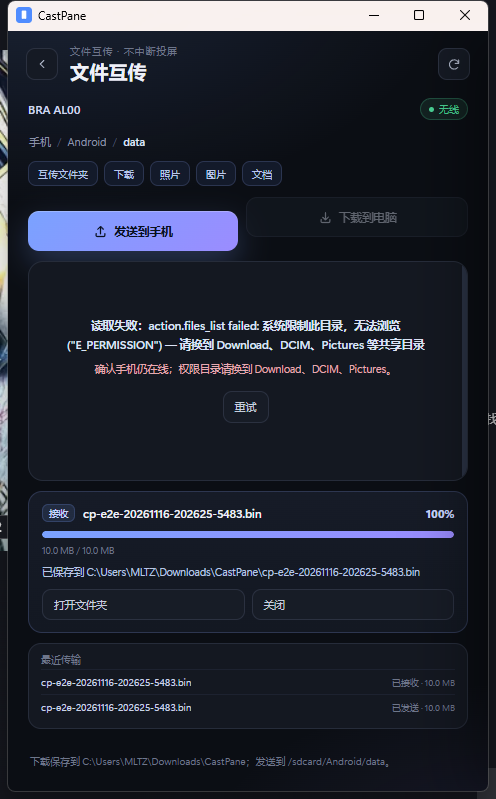 CastPane
文件互传 · 不中断投屏
文件互传
BRA AL00
无线
手机 / Android / data
互传文件夹 下载 照片 图片 文档
发送到手机 下载到电脑
读取失败：action.files_list failed: 系统限制此目录，无法浏览
("E_PERMISSION") — 请换到 Download、DCIM、Pictures 等共享目录
确认手机仍在线；权限目录请换到 Download、DCIM、Pictures。
重试
接收 cp-e2e-20261116-202625-5483.bin 100%
10.0 MB / 10.0 MB
已保存到 C:\Users\MLTZ\Downloads\CastPane\cp-e2e-20261116-202625-5483.bin
打开文件夹 关闭
最近传输
cp-e2e-20261116-202625-5483.bin 已接收 · 10.0 MB
cp-e2e-20261116-202625-5483.bin 已发送 · 10.0 MB
下载保存到 C:\Users\MLTZ\Downloads\CastPane；发送到 /sdcard/Android/data。